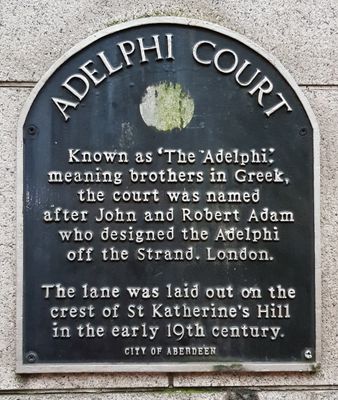 ADELPHI COURT
Known as 'The Adelphi'.
meaning brothers in Greek,
the court was named
after John and Robert Adam
who designed the Adelphi
off the Strand. London.
The lane was laid out on the
crest of St Katherine's Hill
in the early 19th century.
CITY OF ABERDEEN